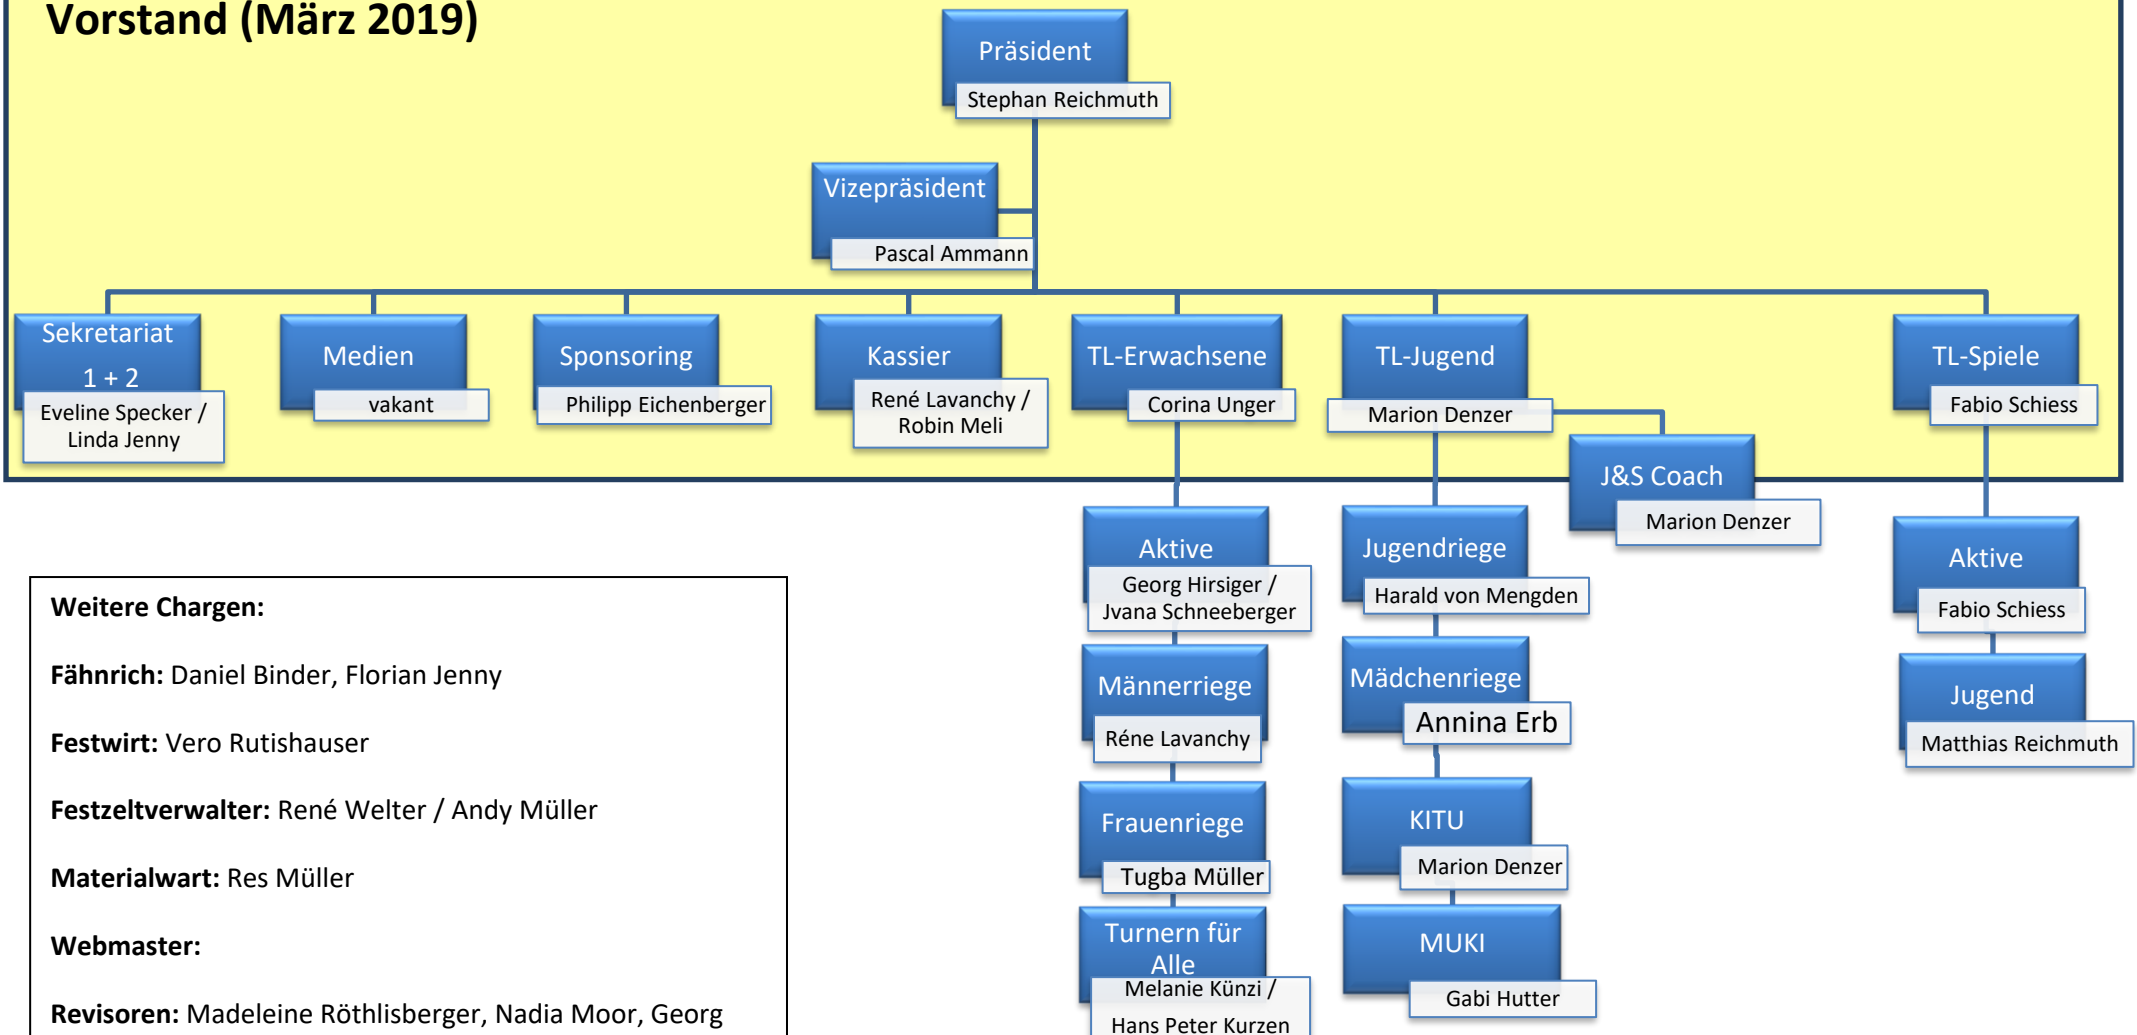 Vorstand (März 2019)
Präsident
Stephan Reichmuth
Vizepräsident
Pascal Ammann
Sekretariat
1 + 2
Eveline Specker /
Linda Jenny
Medien
vakant
Sponsoring
Philipp Eichenberger
Kassier
René Lavanchy /
Robin Meli
TL-Erwachsene
Corina Unger
TL-Jugend
Marion Denzer
TL-Spiele
Fabio Schiess
J&S Coach
Marion Denzer
Aktive
Georg Hirsiger /
Jvana Schneeberger
Männerriege
Réne Lavanchy
Frauenriege
Tugba Müller
Turnern für
Alle
Melanie Künzi /
Hans Peter Kurzen
Jugendriege
Harald von Mengden
Mädchenriege
Annina Erb
KITU
Marion Denzer
MUKI
Gabi Hutter
Aktive
Fabio Schiess
Jugend
Matthias Reichmuth
Weitere Chargen:
Fähnrich: Daniel Binder, Florian Jenny
Festwirt: Vero Rutishauser
Festzeltverwalter: René Welter / Andy Müller
Materialwart: Res Müller
Webmaster:
Revisoren: Madeleine Röthlisberger, Nadia Moor, Georg